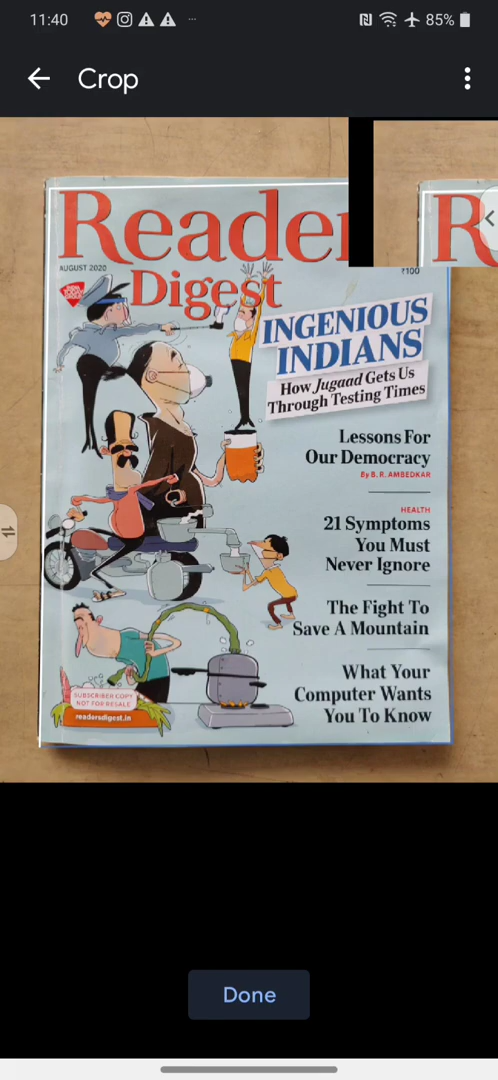 11:40
85%
Crop
Reade
R
AUGUST 2020
₹100
Digest
INGENIOUS
INDIANS
How Jugaad Gets Us
Through Testing Times
Lessons For
Our Democracy
By B. R. AMBEDKAR
HEALTH
21 Symptoms
You Must
Never Ignore
The Fight To
Save A Mountain
What Your
Computer Wants
You To Know
SUBSCRIBER COPY
NOT FOR RESALE
readersdigest.in
Done